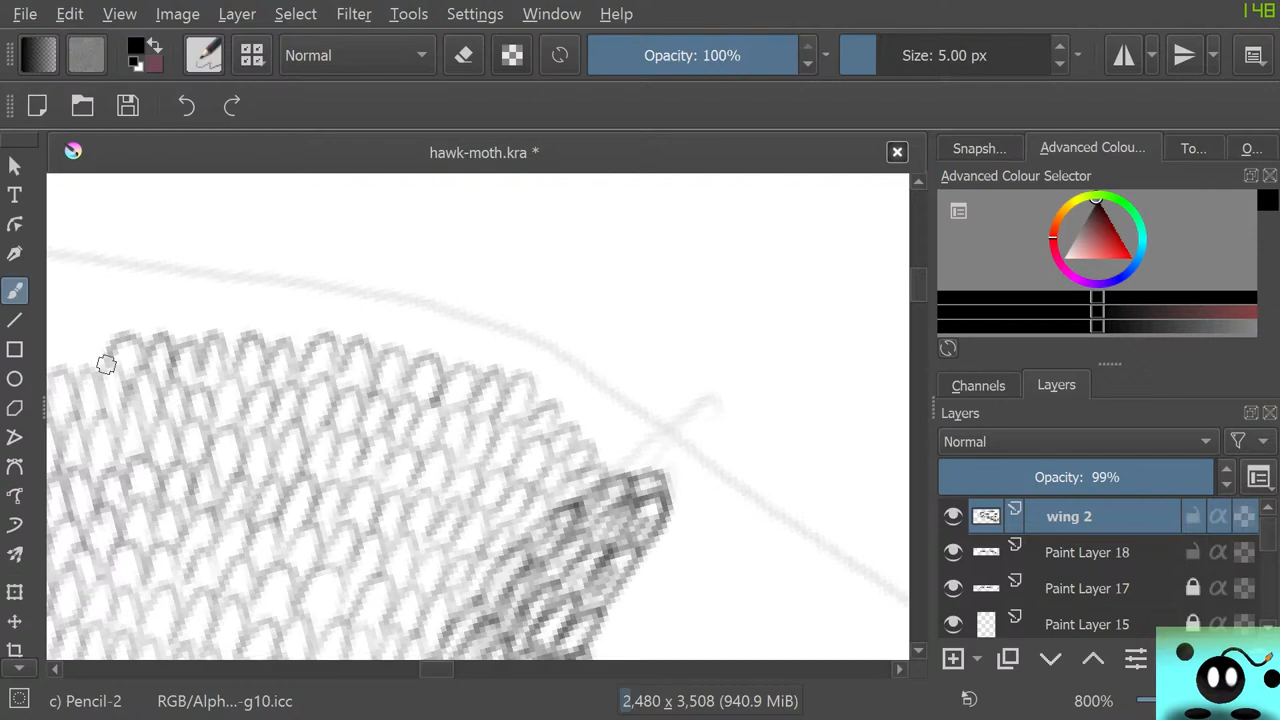 File Edit View Image Layer Select Filter Tools Settings Window Help
148
Normal
Opacity: 100%
Size: 5.00 px
hawk-moth.kra *
Snapsh... Advanced Colou... To... O...
Advanced Colour Selector
Channels Layers
Layers
Normal
Opacity: 99%
wing 2
Paint Layer 18
Paint Layer 17
Paint Layer 15
c) Pencil-2
RGB/Alph...-g10.icc
2,480 x 3,508 (940.9 MiB)
800%